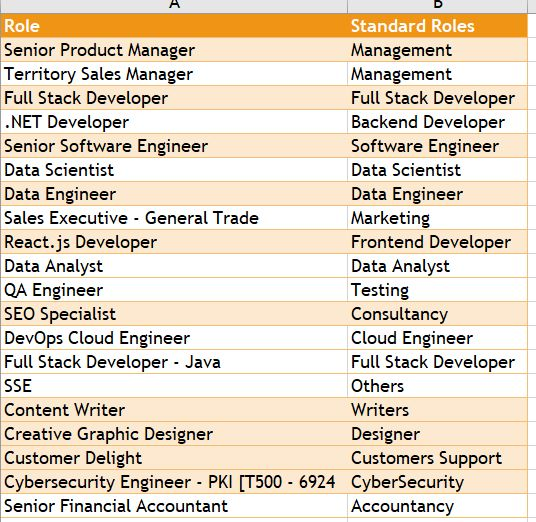 A B
Role Standard Roles
Senior Product Manager Management
Territory Sales Manager Management
Full Stack Developer Full Stack Developer
.NET Developer Backend Developer
Senior Software Engineer Software Engineer
Data Scientist Data Scientist
Data Engineer Data Engineer
Sales Executive - General Trade Marketing
React.js Developer Frontend Developer
Data Analyst Data Analyst
QA Engineer Testing
SEO Specialist Consultancy
DevOps Cloud Engineer Cloud Engineer
Full Stack Developer - Java Full Stack Developer
SSE Others
Content Writer Writers
Creative Graphic Designer Designer
Customer Delight Customers Support
Cybersecurity Engineer - PKI [T500 - 6924 CyberSecurity
Senior Financial Accountant Accountancy